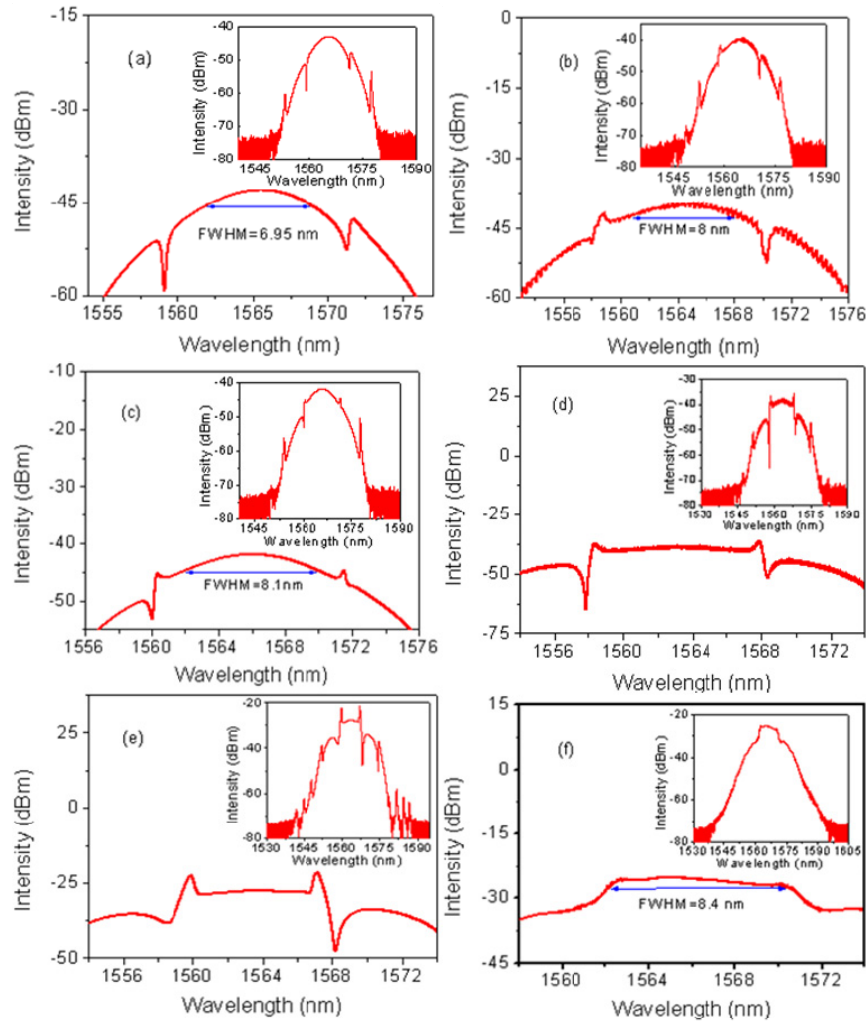 (a)
Intensity (dBm)
-15
-30
-45
-60
1555 1560 1565 1570 1575
Wavelength (nm)
FWHM=6.95 nm
Intensity (dBm)
-40
-50
-60
-70
-80
1545 1560 1575 1590
Wavelength (nm)
(b)
Intensity (dBm)
0
-15
-30
-45
-60
1556 1560 1564 1568 1572 1576
Wavelength (nm)
FWHM=8 nm
Intensity (dBm)
-40
-50
-60
-70
-80
1545 1560 1575 1590
Wavelength (nm)
(c)
Intensity (dBm)
-10
-20
-30
-40
-50
1556 1560 1564 1568 1572 1576
Wavelength (nm)
FWHM=8.1nm
Intensity (dBm)
-40
-50
-60
-70
-80
1545 1560 1575 1590
Wavelength (nm)
(d)
Intensity (dBm)
25
0
-25
-50
-75
1556 1560 1564 1568 1572
Wavelength (nm)
Intensity (dBm)
-30
-40
-50
-60
-70
-80
1530 1545 1560 1575 1590
Wavelength (nm)
(e)
Intensity (dBm)
25
0
-25
-50
1556 1560 1564 1568 1572
Wavelength (nm)
Intensity (dBm)
-20
-40
-60
-80
1530 1545 1560 1575 1590
Wavelength (nm)
(f)
Intensity (dBm)
15
0
-15
-30
-45
1560 1564 1568 1572
Wavelength (nm)
FWHM=8.4 nm
Intensity (dBm)
-20
-40
-60
-80
1530 1545 1560 1575 1590 1605
Wavelength (nm)